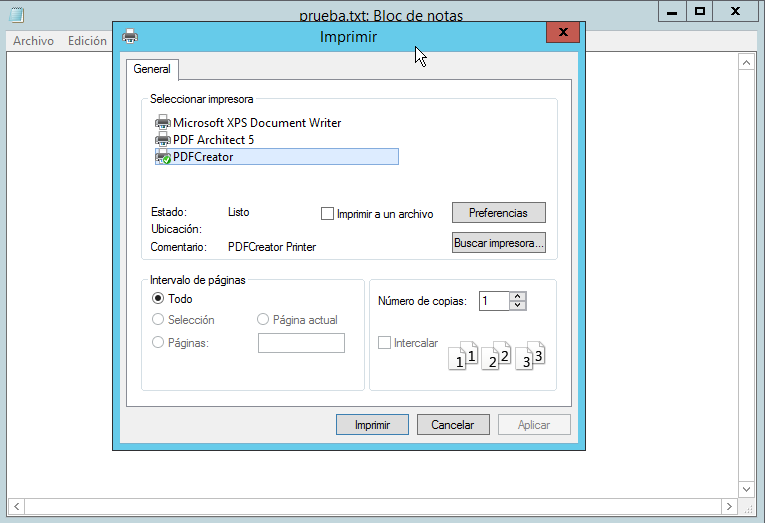 prueba.txt: Bloc de notas
Archivo Edición
Imprimir
General
Seleccionar impresora
Microsoft XPS Document Writer
PDF Architect 5
PDFCreator
Estado: Listo
Imprimir a un archivo
Preferencias
Ubicación:
Comentario: PDFCreator Printer
Buscar impresora...
Intervalo de páginas
Todo
Selección
Página actual
Páginas:
Número de copias: 1
Intercalar
1 1 2 2 3 3
Imprimir
Cancelar
Aplicar